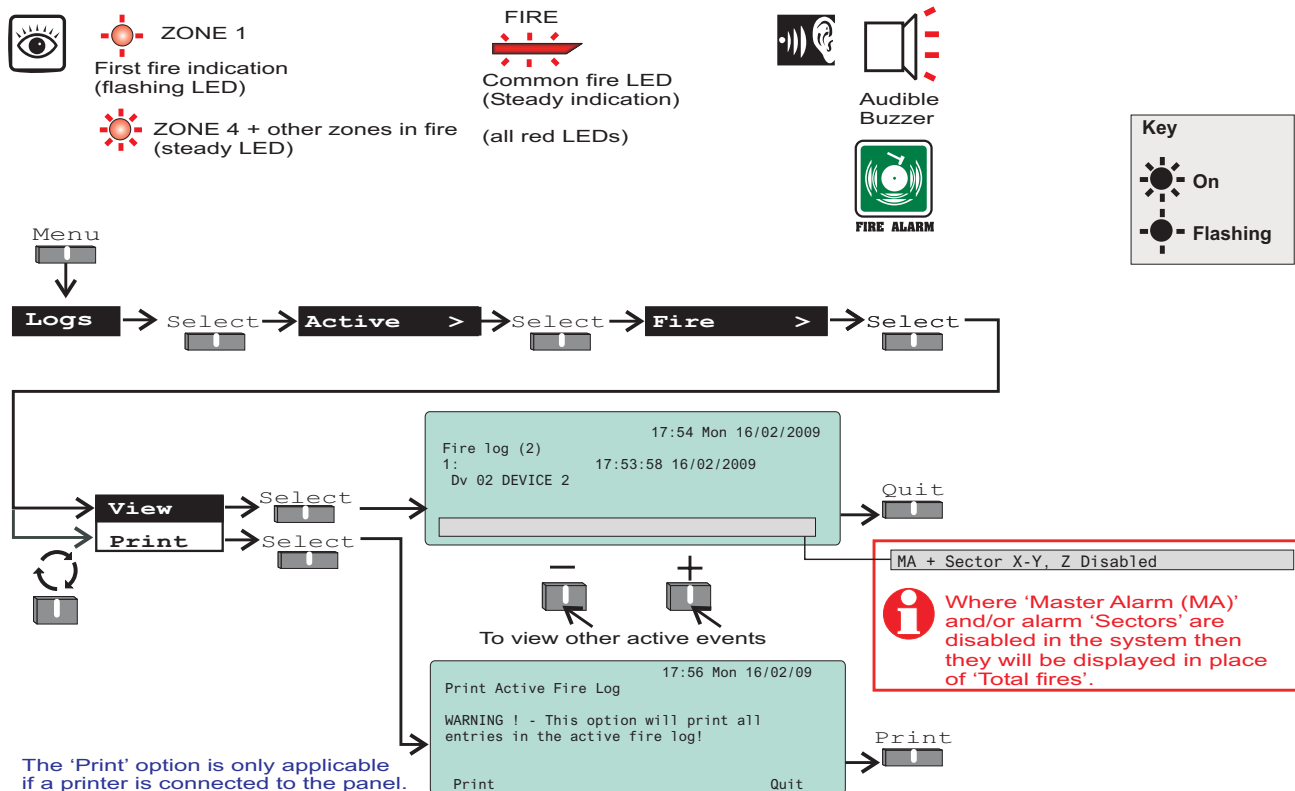 ZONE 1
First fire indication
(flashing LED)
ZONE 4 + other zones in fire
(steady LED)
FIRE
Common fire LED
(Steady indication)
(all red LEDs)
Audible
Buzzer
FIRE ALARM
Key
On
Flashing
Menu
Logs
Select
Active >
Select
Fire >
Select
View
Print
Select
Select
17:54 Mon 16/02/2009
Fire log (2)
1: 17:53:58 16/02/2009
Dv 02 DEVICE 2
Quit
MA + Sector X-Y, Z Disabled
Where ‘Master Alarm (MA)’
and/or alarm ‘Sectors’ are
disabled in the system then
they will be displayed in place
of ‘Total fires’.
− +
To view other active events
17:56 Mon 16/02/09
Print Active Fire Log
WARNING ! - This option will print all
entries in the active fire log!
Print Quit
Print
The ‘Print’ option is only applicable
if a printer is connected to the panel.